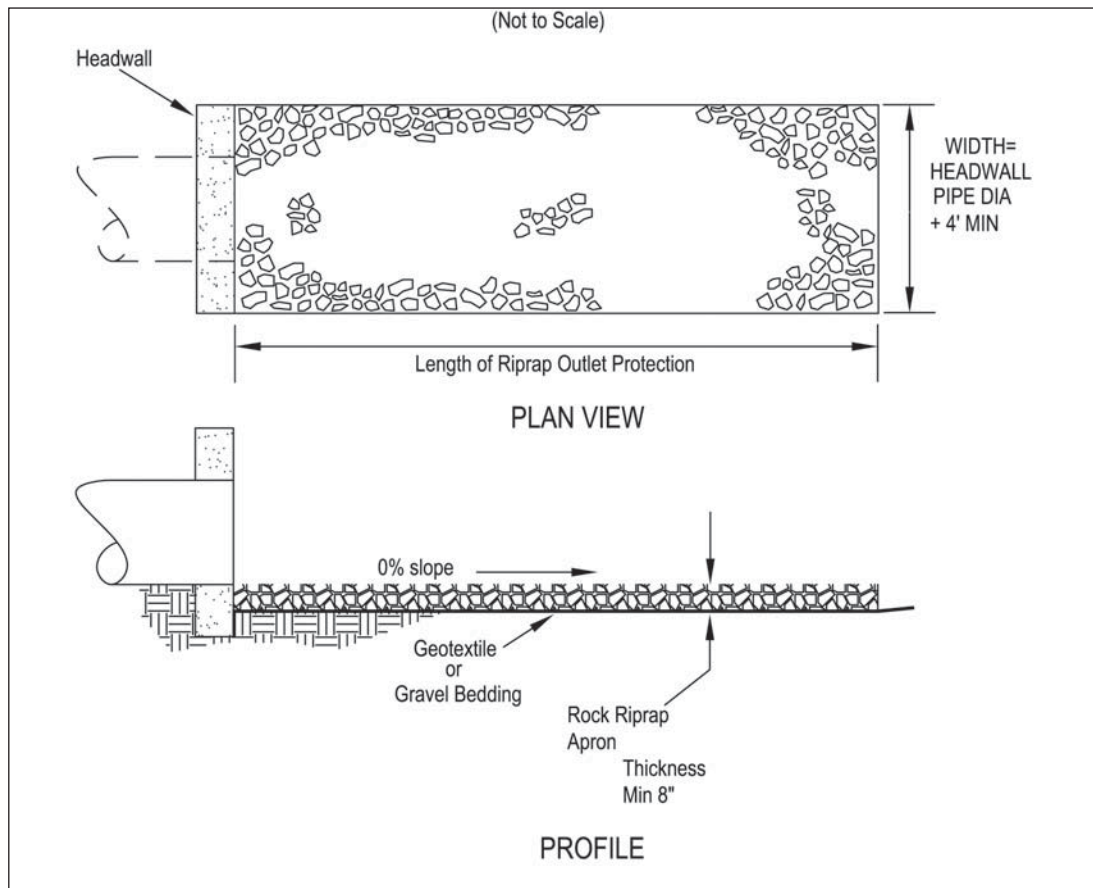 (Not to Scale)
Headwall
WIDTH=
HEADWALL
PIPE DIA
+ 4' MIN
Length of Riprap Outlet Protection
PLAN VIEW
0% slope
Geotextile
or
Gravel Bedding
Rock Riprap
Apron
Thickness
Min 8"
PROFILE